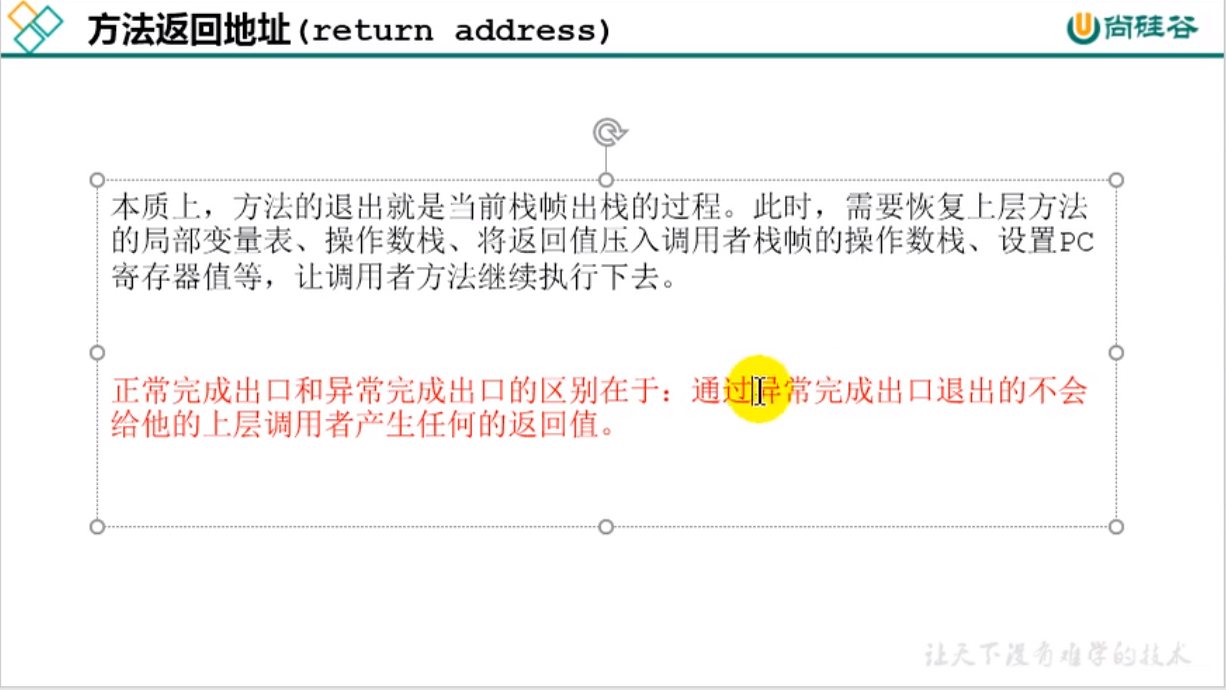 方法返回地址(return address)
尚硅谷
本质上，方法的退出就是当前栈帧出栈的过程。此时，需要恢复上层方法
的局部变量表、操作数栈、将返回值压入调用者栈帧的操作数栈、设置PC
寄存器值等，让调用者方法继续执行下去。
正常完成出口和异常完成出口的区别在于：通过异常完成出口退出的不会
给他的上层调用者产生任何的返回值。
让天下没有难学的技术